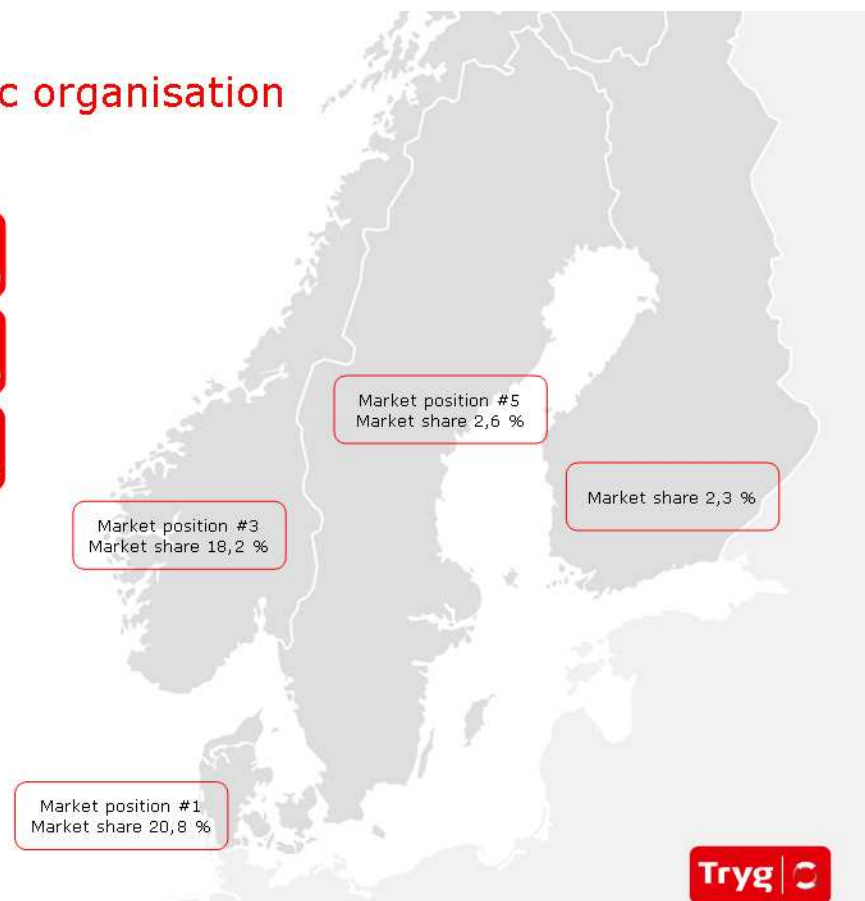 c organisation
Market position #5
Market share 2,6 %
Market share 2,3 %
Market position #3
Market share 18,2 %
Market position #1
Market share 20,8 %
Tryg